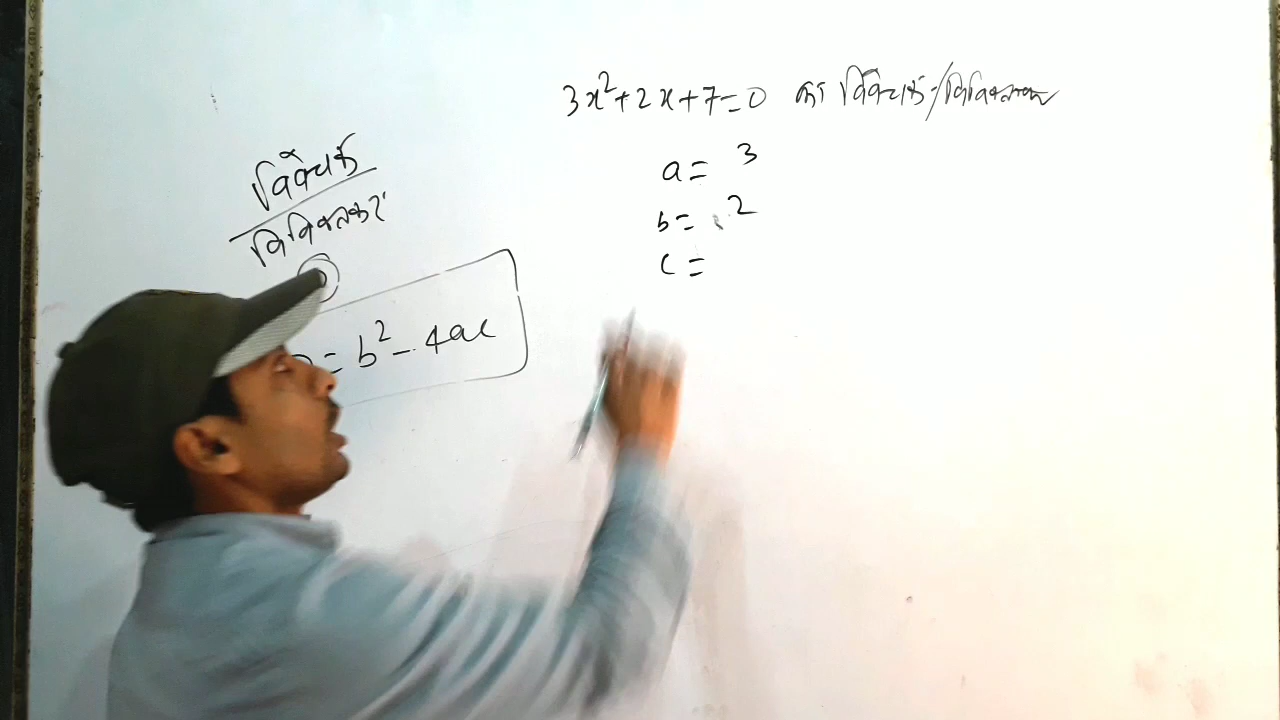 3x²+2x+7=0 का विवेचक/विविक्तकर
a= 3
b= 2
c=
विवेचक
विविक्तकर
= b²-4ac